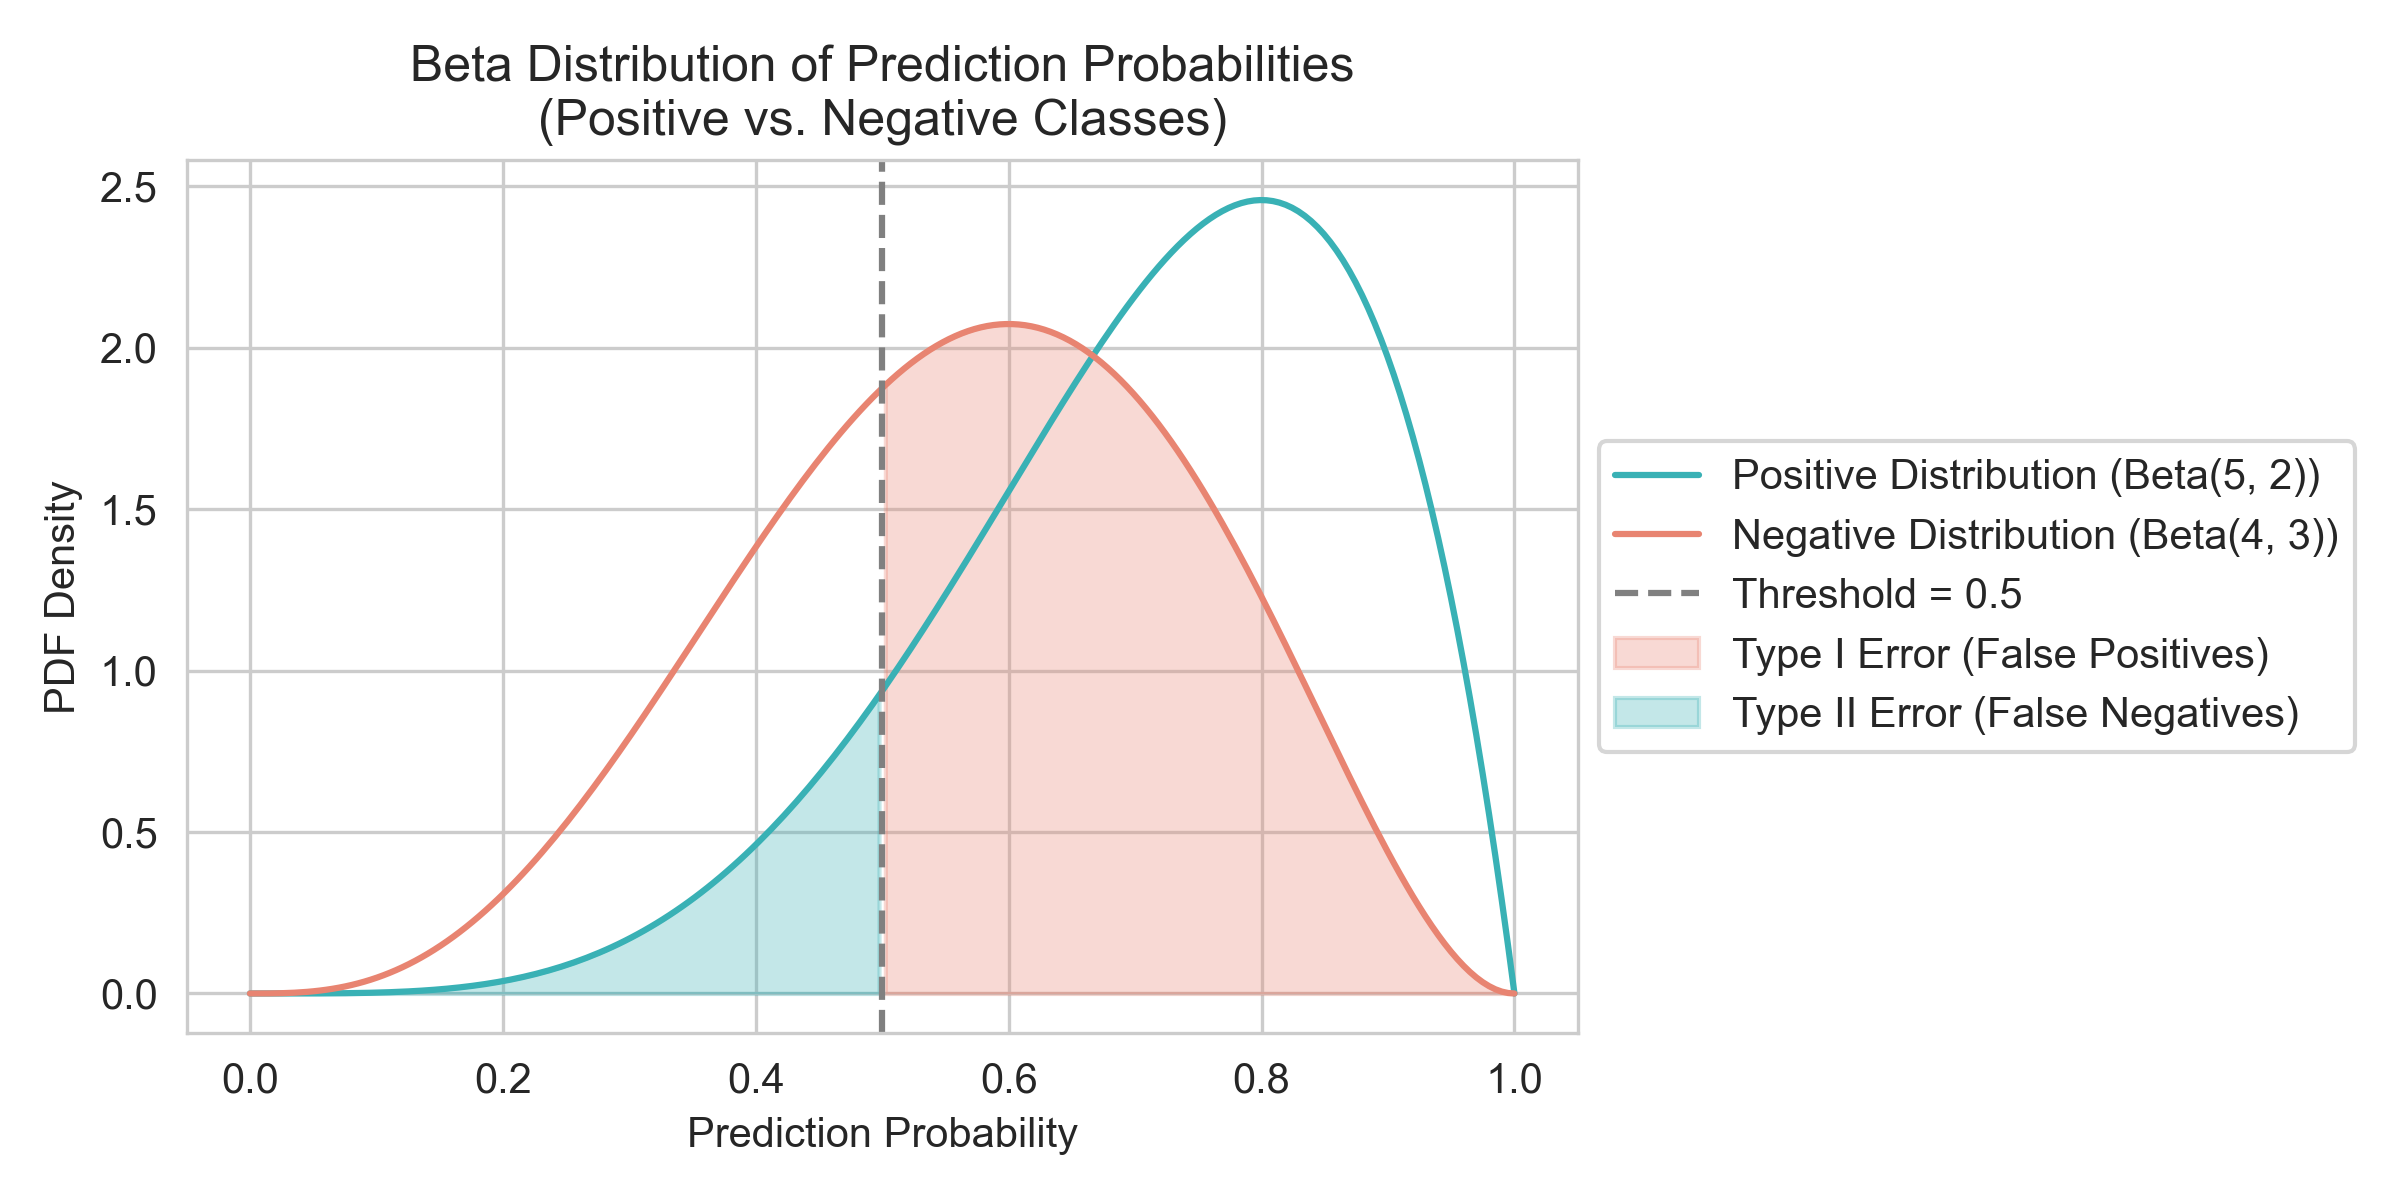 Beta Distribution of Prediction Probabilities
(Positive vs. Negative Classes)
PDF Density
2.5
2.0
1.5
1.0
0.5
0.0
0.0
0.2
0.4
0.6
0.8
1.0
Prediction Probability
Positive Distribution (Beta(5, 2))
Negative Distribution (Beta(4, 3))
Threshold = 0.5
Type I Error (False Positives)
Type II Error (False Negatives)